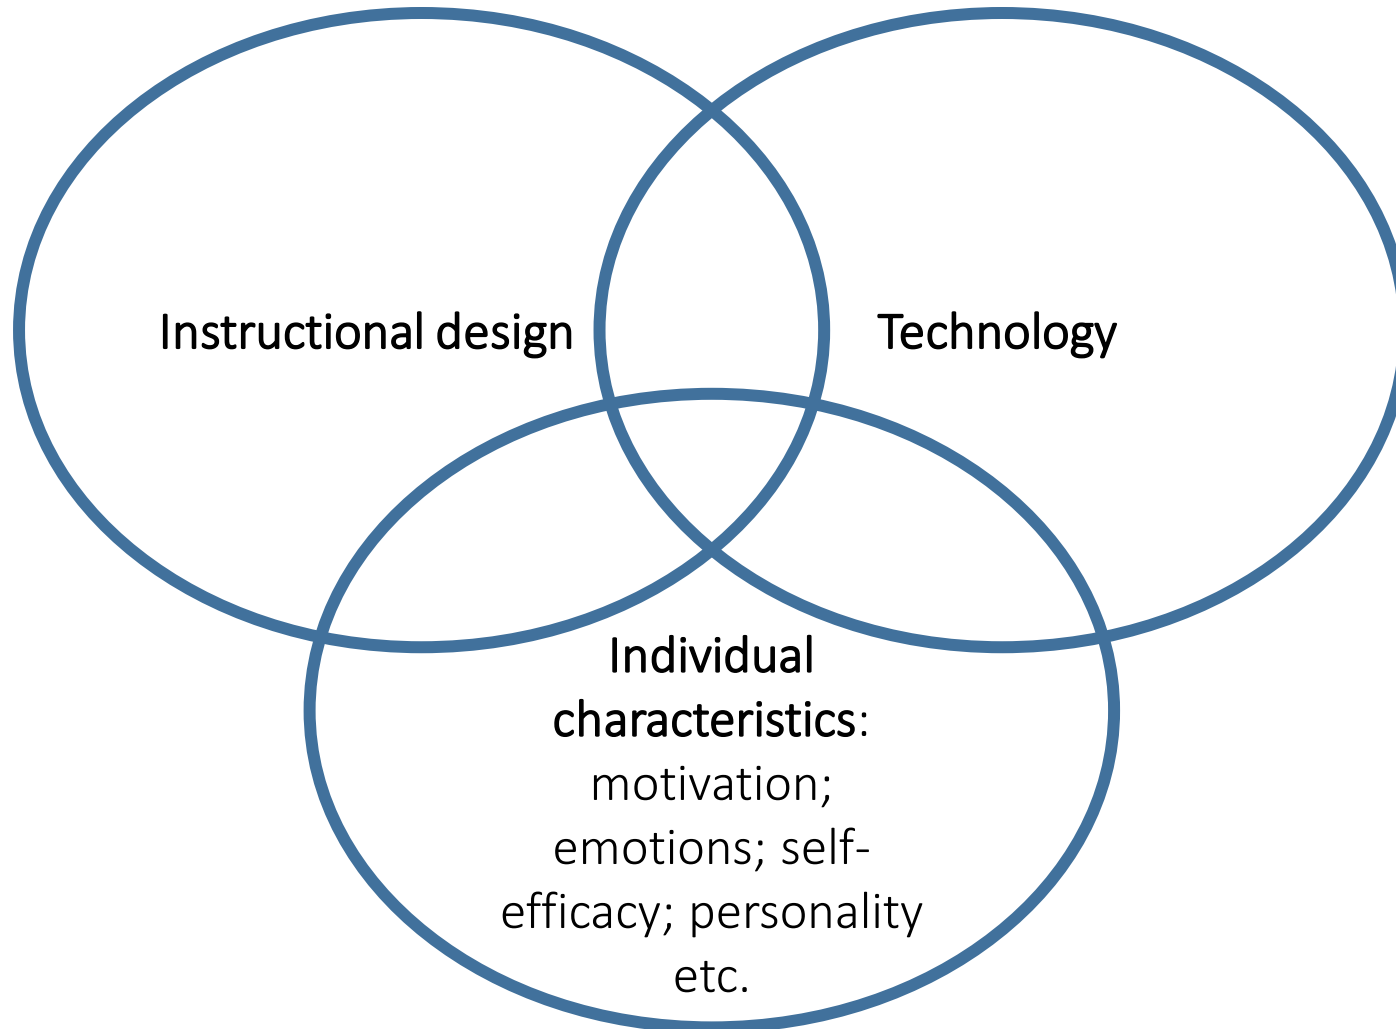 Instructional design
Technology
Individual
characteristics:
motivation;
emotions; self-
efficacy; personality
etc.